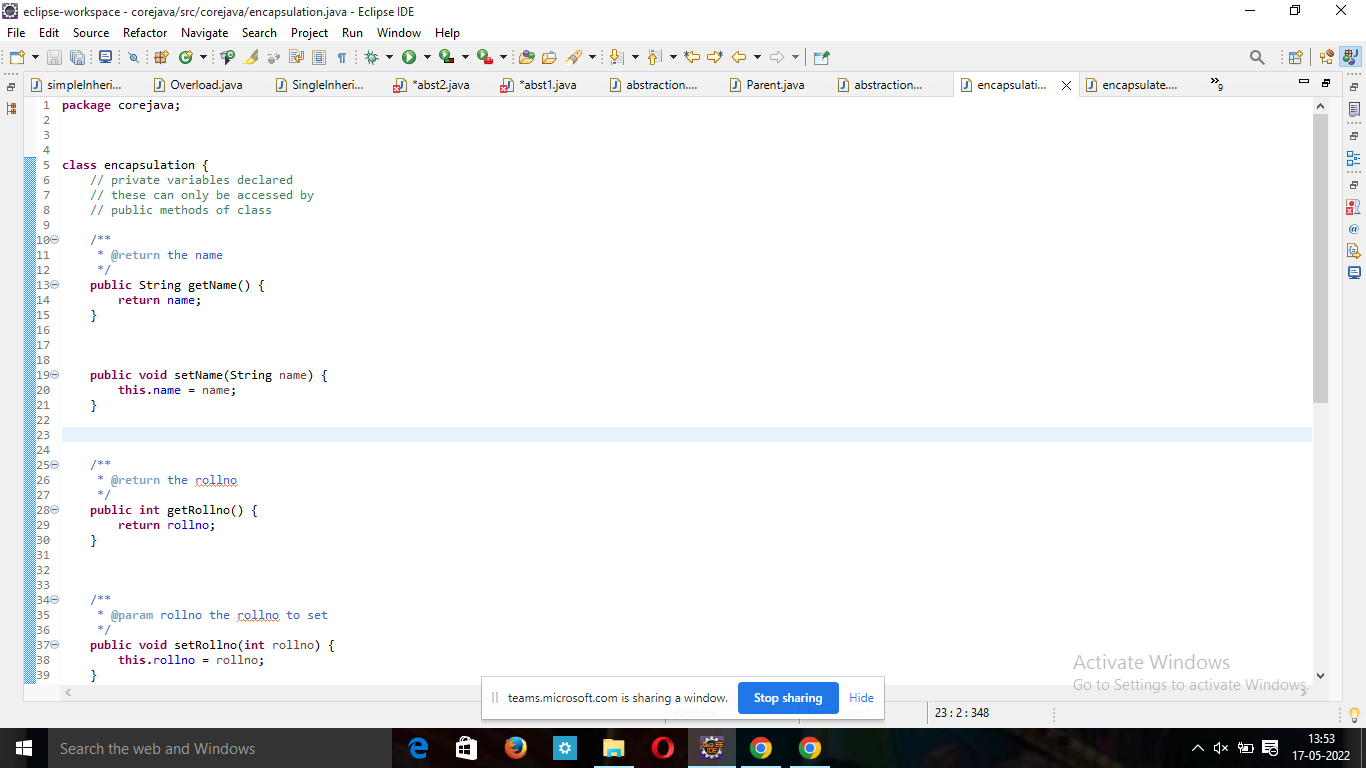 eclipse-workspace - corejava/src/corejava/encapsulation.java - Eclipse IDE
File Edit Source Refactor Navigate Search Project Run Window Help
simpleInheri... Overload.java SingleInheri... *abst2.java *abst1.java abstraction.... Parent.java abstraction... encapsulati... encapsulate.... »9
1 package corejava;
2
3
4
5 class encapsulation {
6 // private variables declared
7 // these can only be accessed by
8 // public methods of class
9
10 /**
11 * @return the name
12 */
13 public String getName() {
14 return name;
15 }
16
17
18
19 public void setName(String name) {
20 this.name = name;
21 }
22
23
24
25 /**
26 * @return the rollno
27 */
28 public int getRollno() {
29 return rollno;
30 }
31
32
33
34 /**
35 * @param rollno the rollno to set
36 */
37 public void setRollno(int rollno) {
38 this.rollno = rollno;
39 }
Activate Windows
Go to Settings to activate Windows.
teams.microsoft.com is sharing a window. Stop sharing Hide
23 : 2 : 348
Search the web and Windows
13:53
17-05-2022